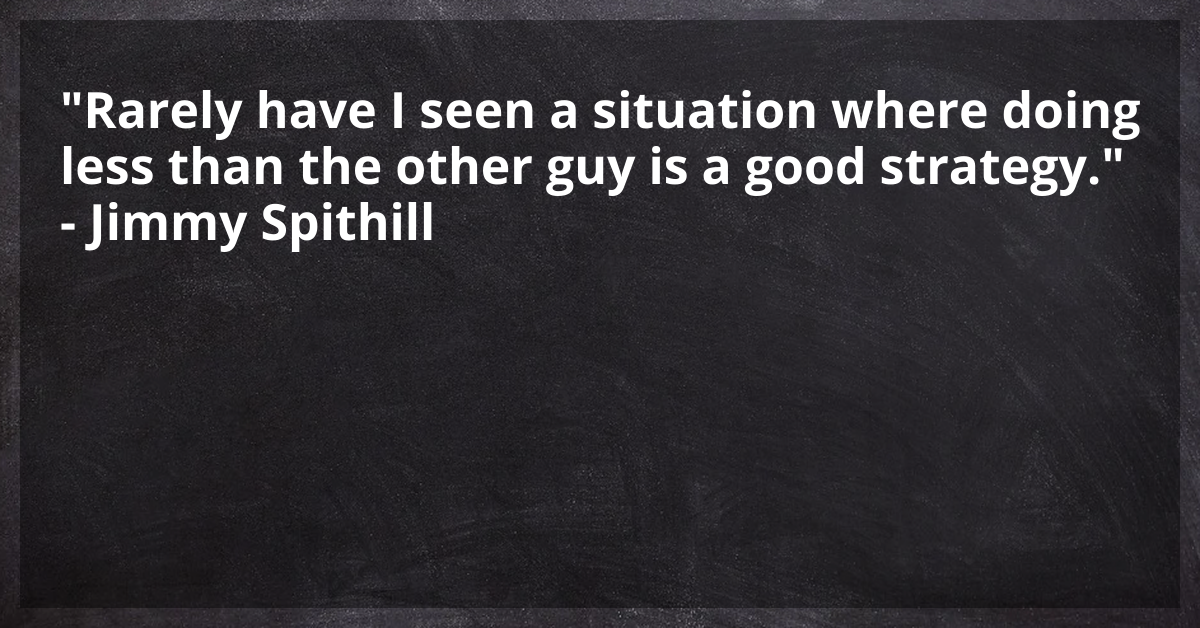 "Rarely have I seen a situation where doing
less than the other guy is a good strategy."
- Jimmy Spithill